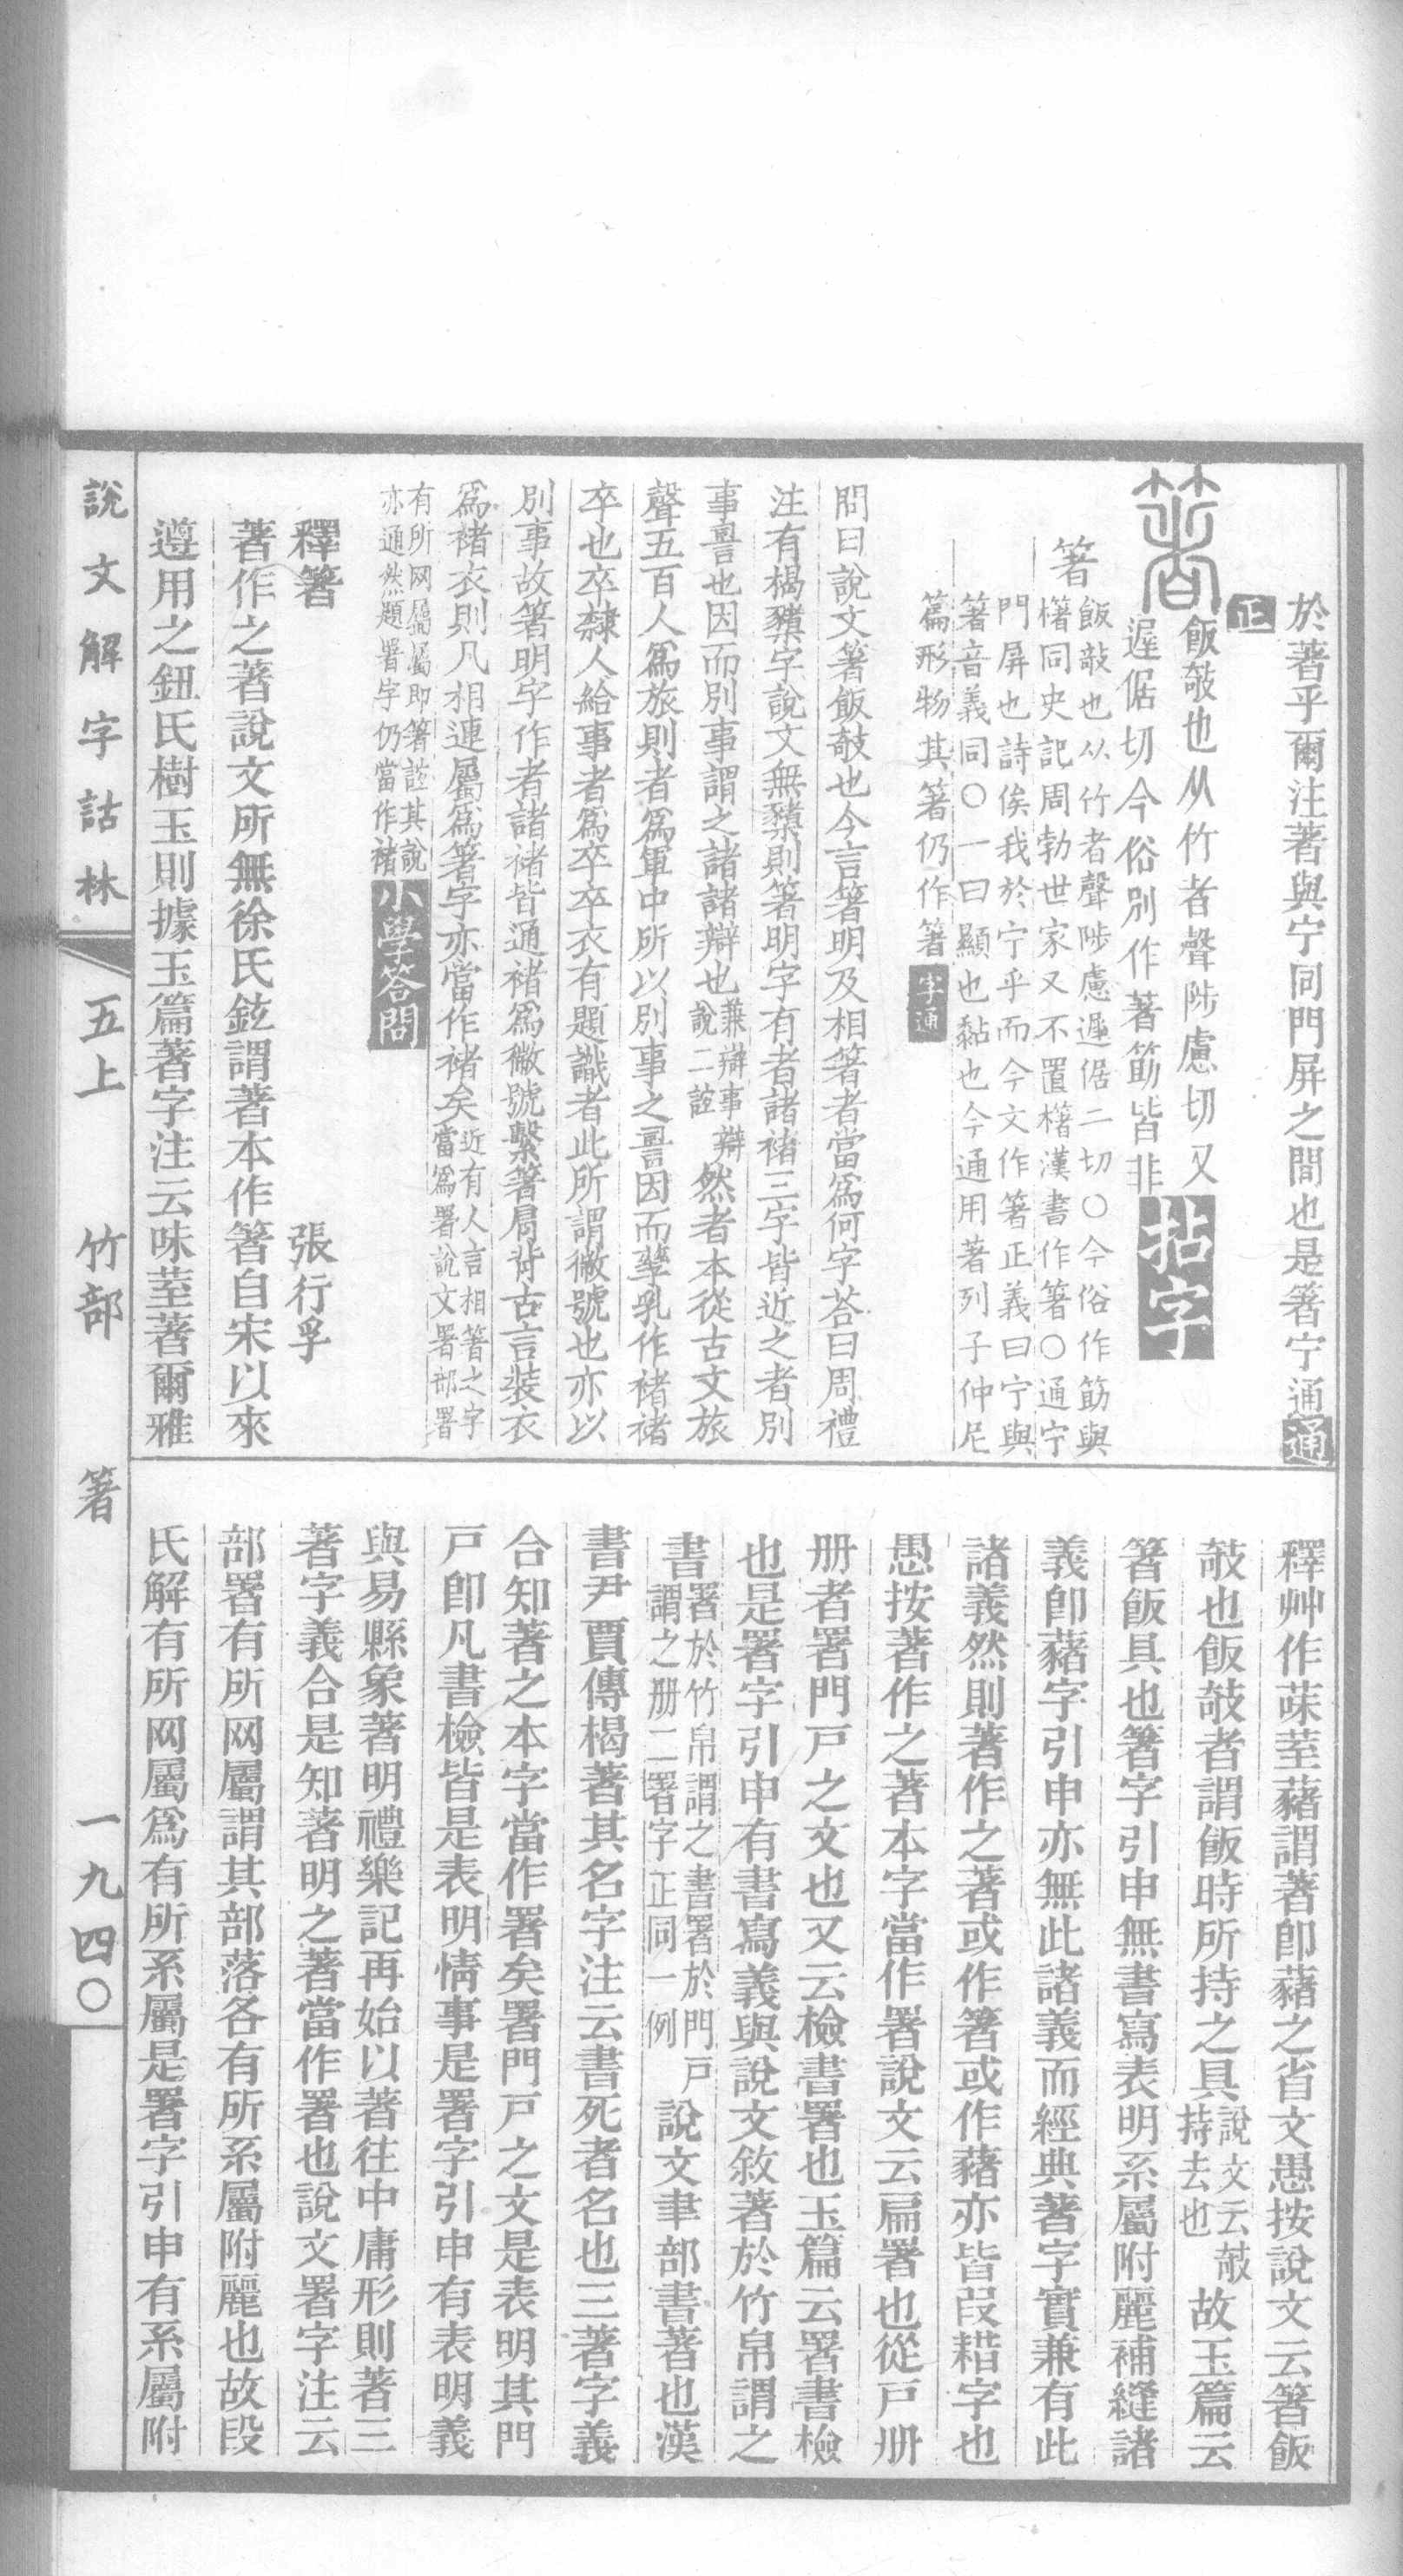 於著乎爾注著與宁同門屏之間也是箸宁通通
正
箸飯攲也从竹者聲陟慮切又
遟倨切今俗別作著筯皆非拈字
箸飯敧也从竹者聲陟慮遲倨二切○今俗作筯與
櫡同史記周勃世家又不置櫡漢書作箸○通宁
門屏也詩俟我於宁乎而今文作箸正義曰宁與
箸音義同○一曰顯也黏也今通用著列子仲尼
篇形物其箸仍作箸字通
問曰說文箸飯攲也今言箸明及相箸者當爲何字荅曰周禮
注有楬櫫字說文無櫫則箸明字有者諸褚三字皆近之者別
事䛐也因而別事謂之諸諸辯也兼辯事辯
說二誼然者本從古文旅
聲五百人爲旅則者爲軍中所以別事之䛐因而孳乳作褚褚
卒也卒隸人給事者爲卒卒衣有題識者此所謂徽號也亦以
別事故箸明字作者諸褚皆通褚爲徽號繫箸肩背古言裝衣
爲褚衣則凡相連屬爲箸字亦當作褚矣近有人言相箸之字
當爲署說文署部署
有所网屬屬即箸誼其說
亦通然題署字仍當作褚小學答問
釋箸
張行孚
著作之著說文所無徐氏鉉謂著本作箸自宋以來
遵用之鈕氏樹玉則據玉篇著字注云味荎著爾雅
釋艸作菋荎藸謂著卽藸之省文愚按說文云箸飯
攲也飯攲者謂飯時所持之具說文云攲
持去也故玉篇云
箸飯具也箸字引申無書寫表明系屬附麗補縫諸
義卽藸字引申亦無此諸義而經典著字實兼有此
諸義然則著作之著或作箸或作藸亦皆叚耤字也
愚按著作之著本字當作署說文云扁署也從戶册
册者署門戶之文也又云檢書署也玉篇云署書檢
也是署字引申有書寫義與說文敘著於竹帛謂之
書署於竹帛謂之書署於門戶
謂之册二署字正同一例說文聿部書著也漢
書尹賞傳楬著其名字注云書死者名也三著字義
合知著之本字當作署矣署門戶之文是表明其門
戶卽凡書檢皆是表明情事是署字引申有表明義
與易縣象著明禮樂記再始以著往中庸形則著三
著字義合是知著明之著當作署也說文署字注云
部署有所网屬謂其部落各有所系屬附麗也故段
氏解有所网屬爲有所系屬是署字引申有系屬附
說文解字詁林
五上
竹部
箸
一九四〇